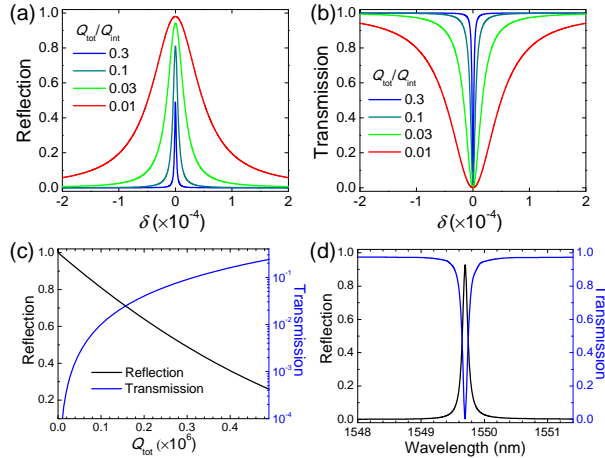 (a)
1.0
0.8
0.6
0.4
0.2
0.0
Reflection
Q_tot/Q_int
0.3
0.1
0.03
0.01
-2 -1 0 1 2
δ (×10⁻⁴)
(b)
1.0
0.8
0.6
0.4
0.2
0.0
Transmission
Q_tot/Q_int
0.3
0.1
0.03
0.01
-2 -1 0 1 2
δ (×10⁻⁴)
(c)
1.0
0.8
0.6
0.4
0.2
Reflection
Reflection
Transmission
10⁻¹
10⁻²
10⁻³
10⁻⁴
Transmission
0.0 0.1 0.2 0.3 0.4
Q_tot (×10⁶)
(d)
1.0
0.8
0.6
0.4
0.2
0.0
Reflection
1.0
0.8
0.6
0.4
0.2
0.0
Transmission
1548 1549 1550 1551
Wavelength (nm)